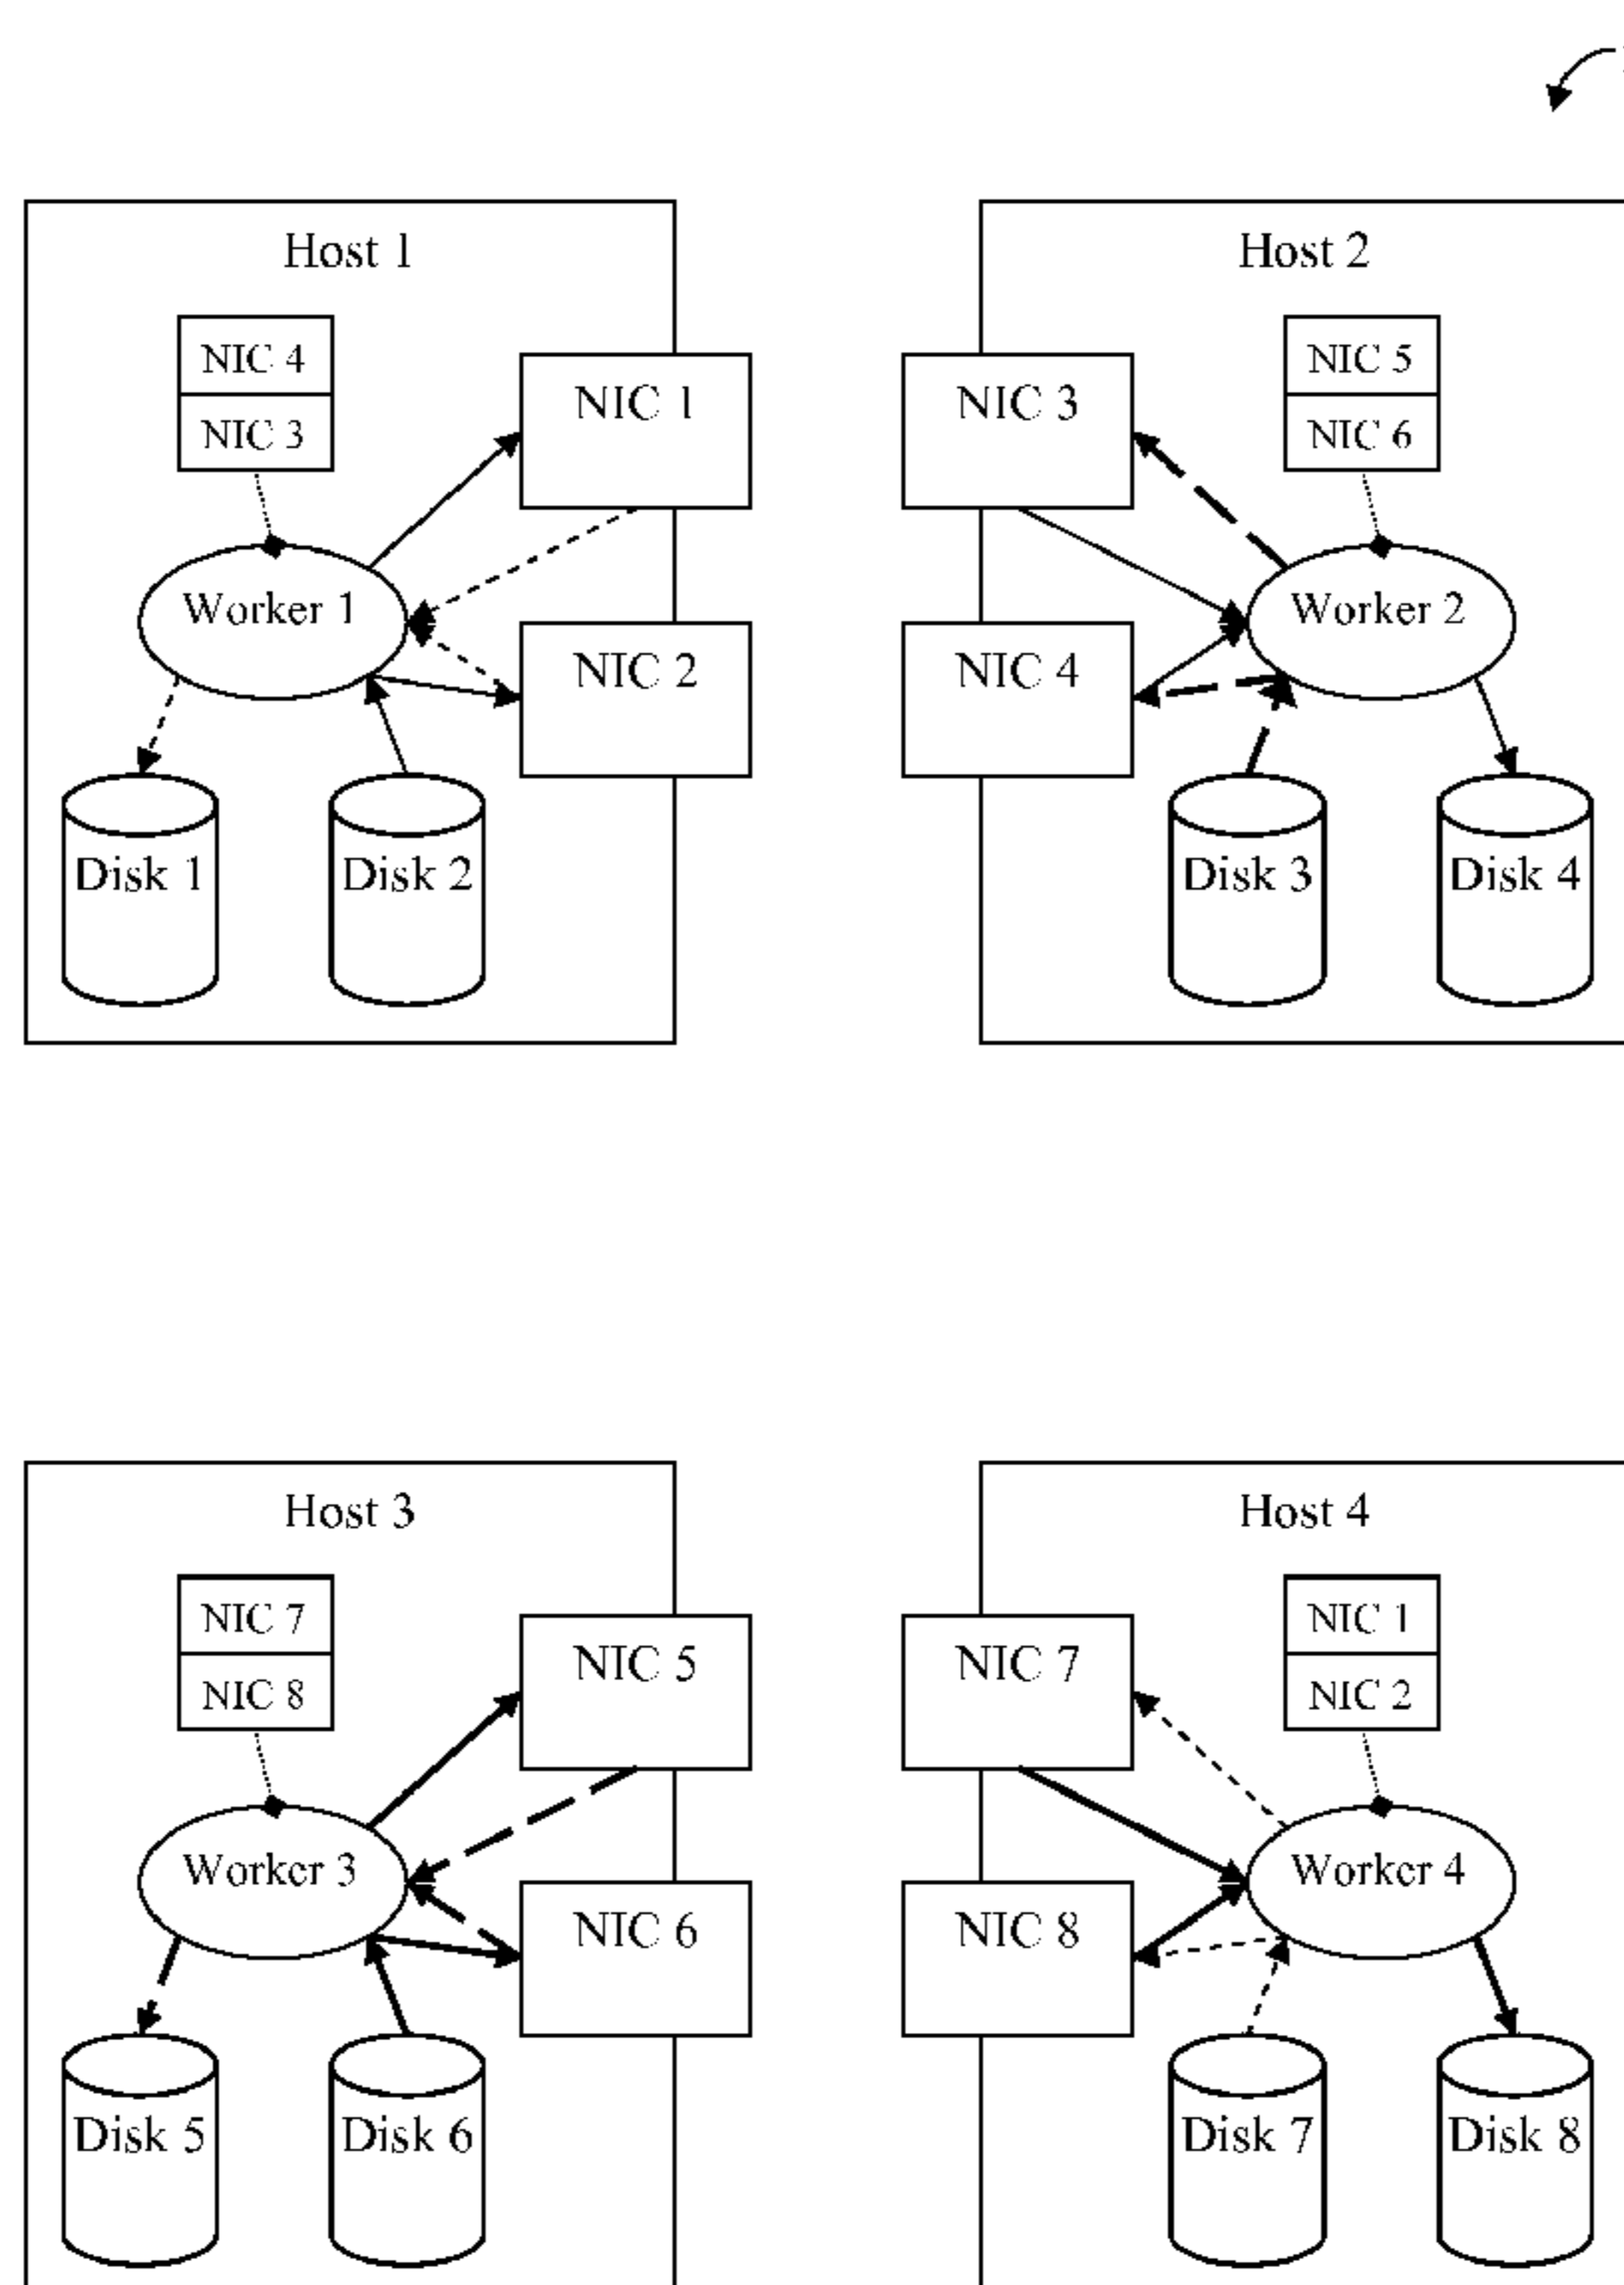 Host 1
NIC 4
NIC 3
NIC 1
Worker 1
NIC 2
Disk 1
Disk 2
Host 2
NIC 5
NIC 6
NIC 3
Worker 2
NIC 4
Disk 3
Disk 4
Host 3
NIC 7
NIC 8
NIC 5
Worker 3
NIC 6
Disk 5
Disk 6
Host 4
NIC 1
NIC 2
NIC 7
Worker 4
NIC 8
Disk 7
Disk 8